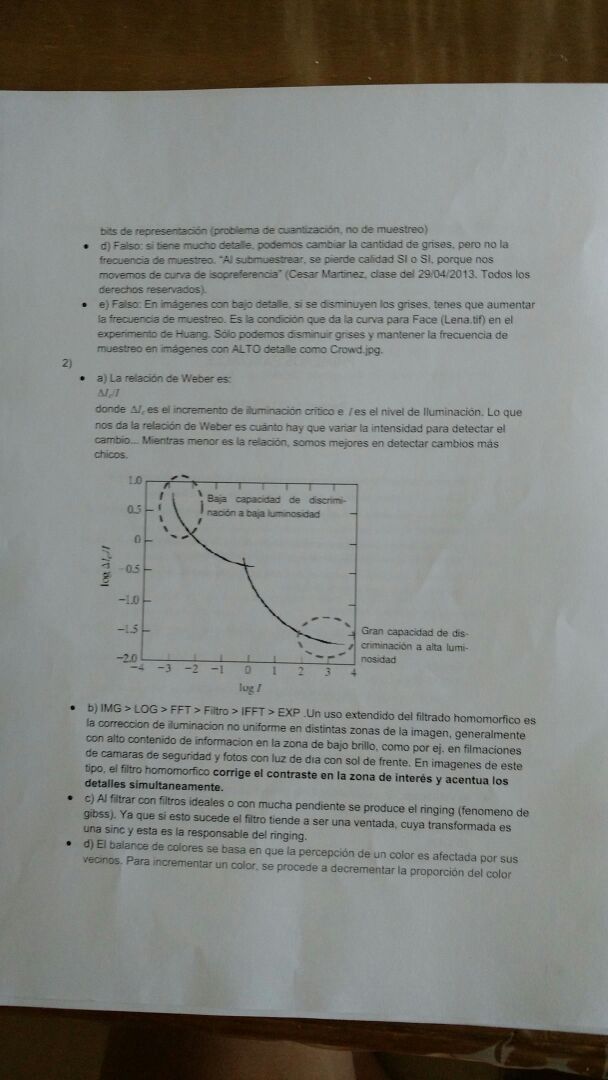 bits de representación (problema de cuantización, no de muestreo)
• d) Falso: si tiene mucho detalle, podemos cambiar la cantidad de grises, pero no la
frecuencia de muestreo. “Al submuestrear, se pierde calidad SI o SI, porque nos
movemos de curva de isopreferencia” (Cesar Martinez, clase del 29/04/2013. Todos los
derechos reservados).
• e) Falso: En imágenes con bajo detalle, si se disminuyen los grises, tenes que aumentar
la frecuencia de muestreo. Es la condición que da la curva para Face (Lena.tif) en el
experimento de Huang. Sólo podemos disminuir grises y mantener la frecuencia de
muestreo en imágenes con ALTO detalle como Crowd.jpg.
2)
• a) La relación de Weber es:
ΔIc/I
donde ΔIc es el incremento de iluminación crítico e I es el nivel de Iluminación. Lo que
nos da la relación de Weber es cuánto hay que variar la intensidad para detectar el
cambio... Mientras menor es la relación, somos mejores en detectar cambios más
chicos.
Baja capacidad de discrimi-
nación a baja luminosidad
1.0
0.5
0
−0.5
−1.0
−1.5
−2.0
log ΔIc/I
Gran capacidad de dis-
criminación a alta lumi-
nosidad
−4 −3 −2 −1 0 1 2 3 4
log I
• b) IMG > LOG > FFT > Filtro > IFFT > EXP .Un uso extendido del filtrado homomorfico es
la correccion de iluminacion no uniforme en distintas zonas de la imagen, generalmente
con alto contenido de informacion en la zona de bajo brillo, como por ej. en filmaciones
de camaras de seguridad y fotos con luz de dia con sol de frente. En imagenes de este
tipo, el filtro homomorfico corrige el contraste en la zona de interés y acentua los
detalles simultaneamente.
• c) Al filtrar con filtros ideales o con mucha pendiente se produce el ringing (fenomeno de
gibss). Ya que si esto sucede el filtro tiende a ser una ventada, cuya transformada es
una sinc y esta es la responsable del ringing.
• d) El balance de colores se basa en que la percepción de un color es afectada por sus
vecinos. Para incrementar un color, se procede a decrementar la proporción del color